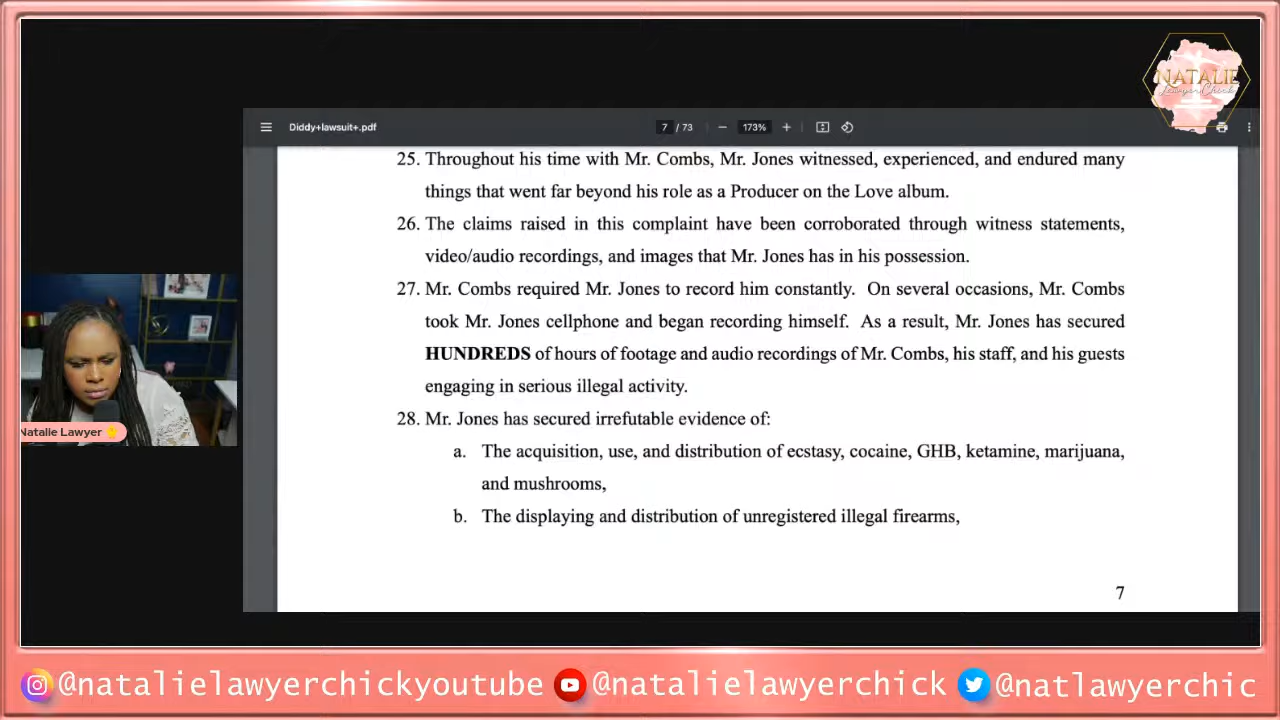 NATALIE
Lawyer Chick
Diddy+lawsuit+.pdf
7 / 73
173%
25. Throughout his time with Mr. Combs, Mr. Jones witnessed, experienced, and endured many
things that went far beyond his role as a Producer on the Love album.
26. The claims raised in this complaint have been corroborated through witness statements,
video/audio recordings, and images that Mr. Jones has in his possession.
27. Mr. Combs required Mr. Jones to record him constantly. On several occasions, Mr. Combs
took Mr. Jones cellphone and began recording himself. As a result, Mr. Jones has secured
HUNDREDS of hours of footage and audio recordings of Mr. Combs, his staff, and his guests
engaging in serious illegal activity.
28. Mr. Jones has secured irrefutable evidence of:
a. The acquisition, use, and distribution of ecstasy, cocaine, GHB, ketamine, marijuana,
and mushrooms,
b. The displaying and distribution of unregistered illegal firearms,
7
Natalie Lawyer
@natalielawyerchickyoutube @natalielawyerchick @natlawyerchic